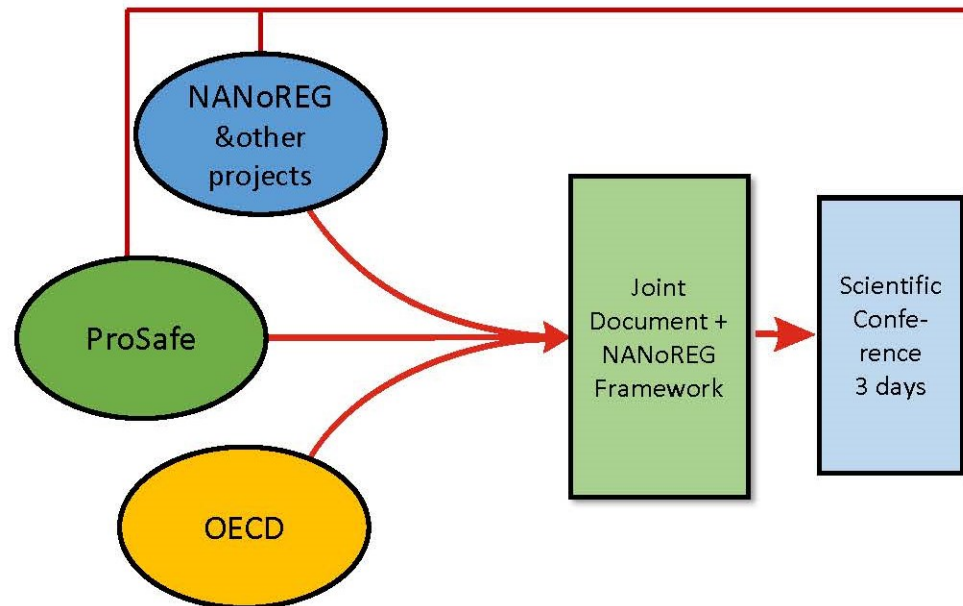 NANoREG
&other
projects
ProSafe
OECD
Joint
Document +
NANoREG
Framework
Scientific
Confe-
rence
3 days